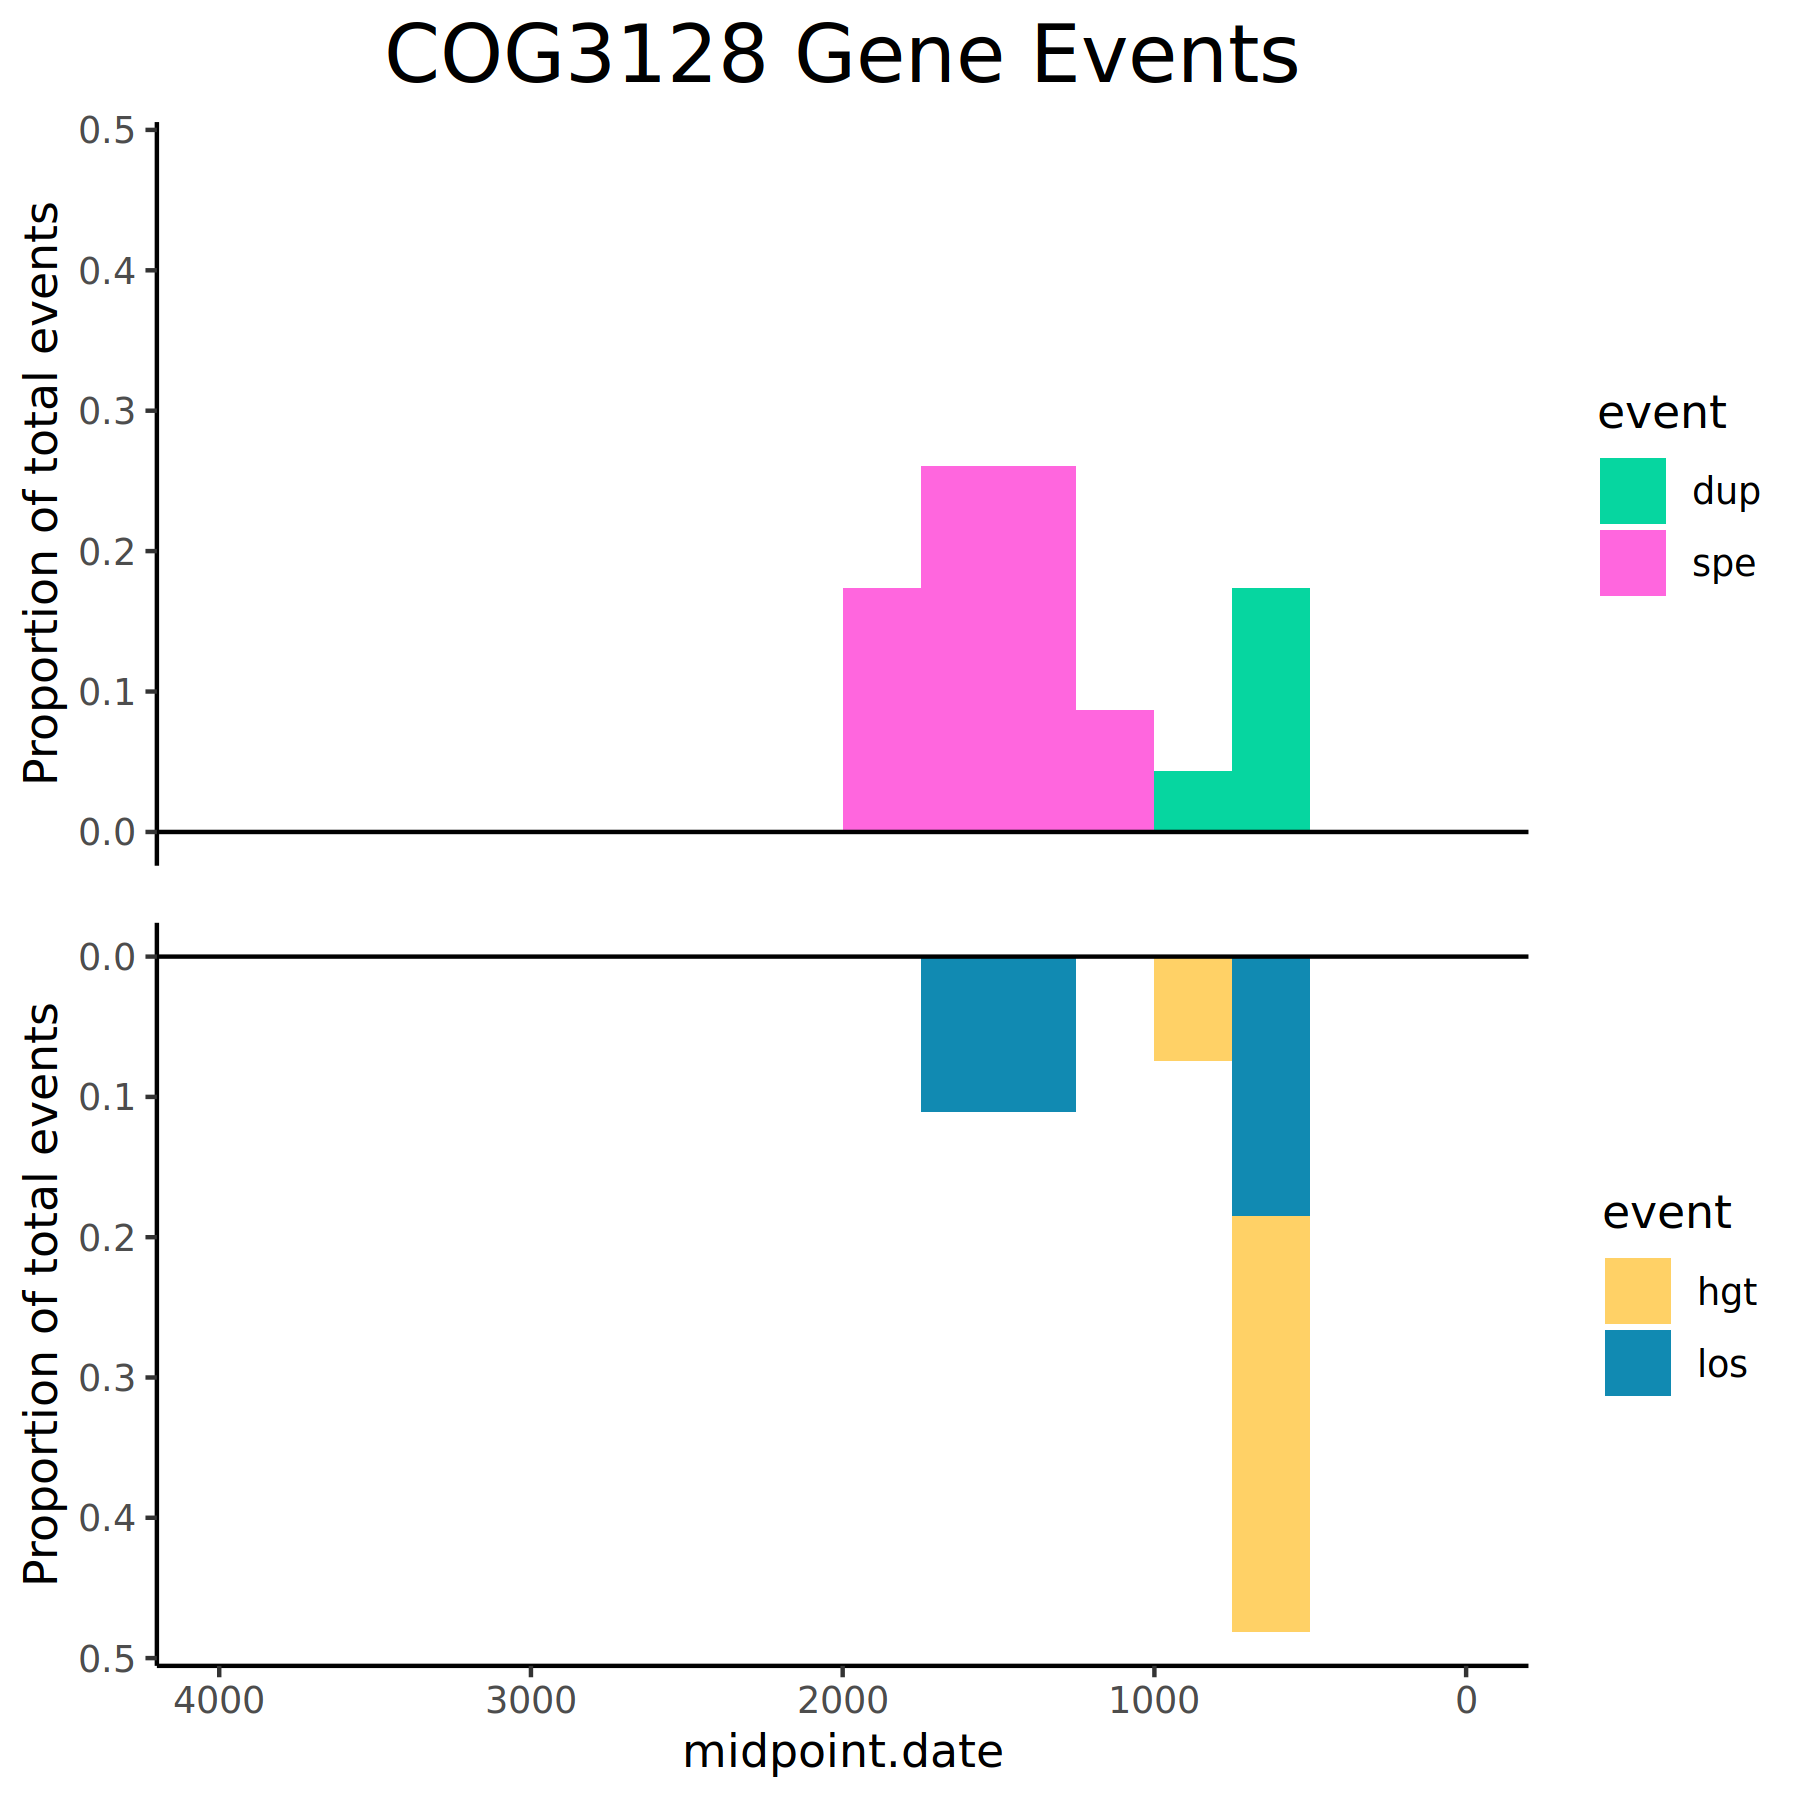 COG3128 Gene Events
Proportion of total events
0.5
0.4
0.3
0.2
0.1
0.0
event
dup
spe
Proportion of total events
0.0
0.1
0.2
0.3
0.4
0.5
event
hgt
los
4000 3000 2000 1000 0
midpoint.date